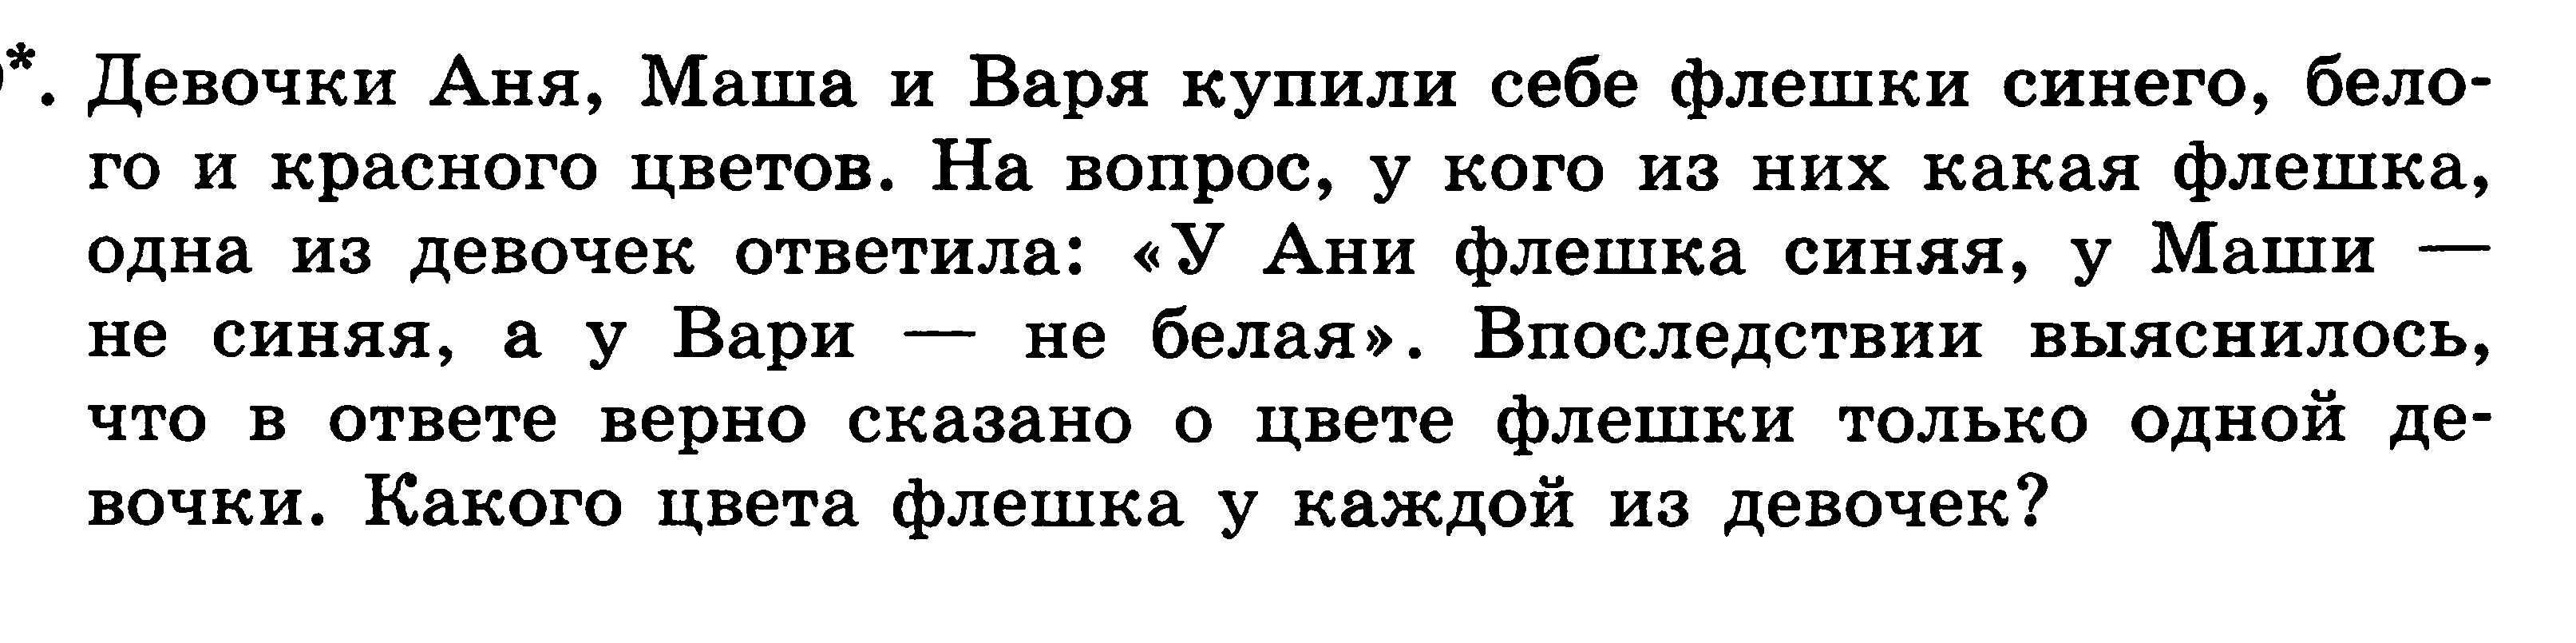 *. Девочки Аня, Маша и Варя купили себе флешки синего, бело-
го и красного цветов. На вопрос, у кого из них какая флешка,
одна из девочек ответила: «У Ани флешка синяя, у Маши —
не синяя, а у Вари — не белая». Впоследствии выяснилось,
что в ответе верно сказано о цвете флешки только одной де-
вочки. Какого цвета флешка у каждой из девочек?